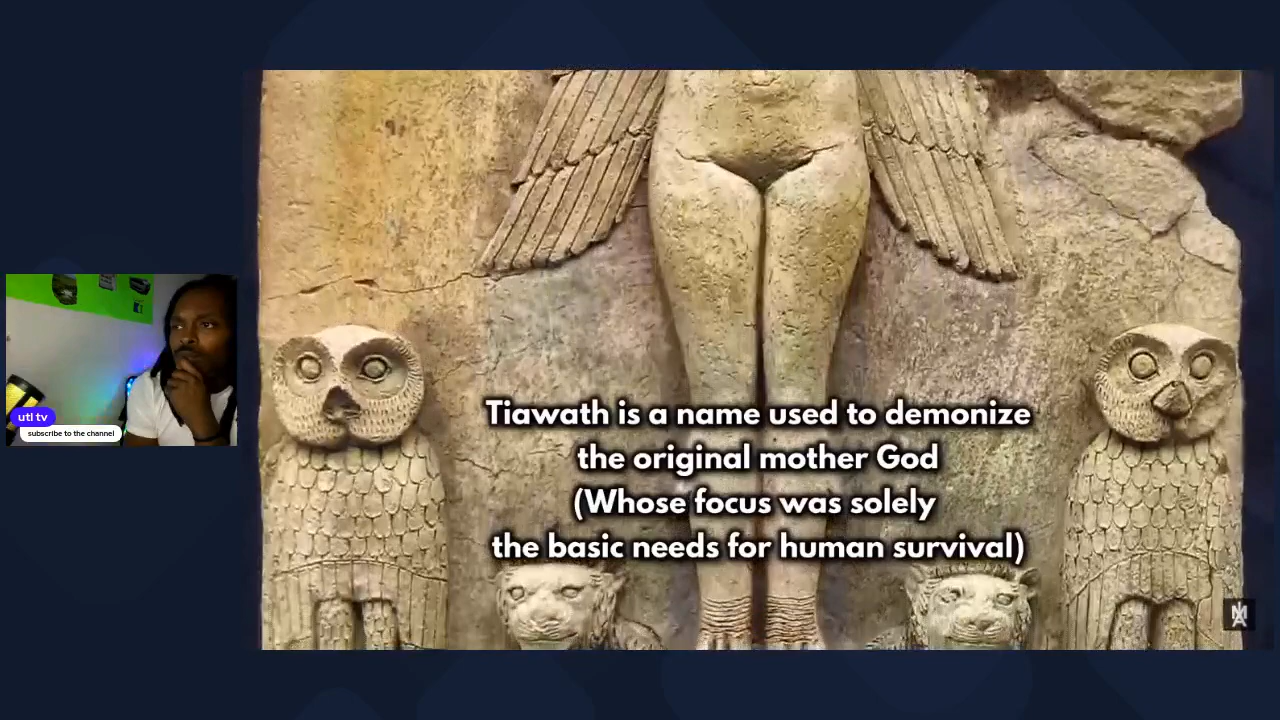 Tiawath is a name used to demonize
the original mother God
(Whose focus was solely
the basic needs for human survival)
utl tv
subscribe to the channel